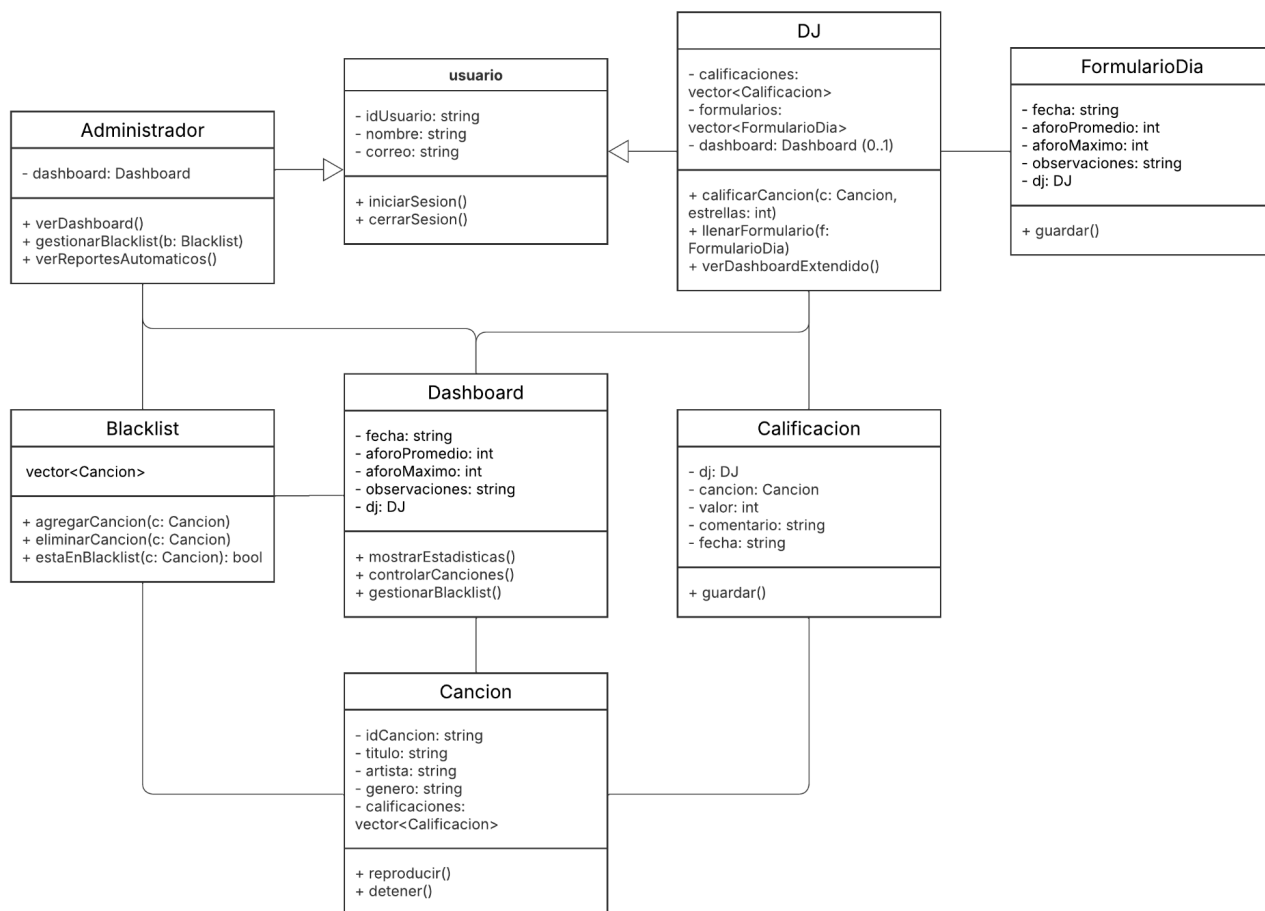 Administrador
- dashboard: Dashboard
+ verDashboard()
+ gestionarBlacklist(b: Blacklist)
+ verReportesAutomaticos()
usuario
- idUsuario: string
- nombre: string
- correo: string
+ iniciarSesion()
+ cerrarSesion()
DJ
- calificaciones:
vector<Calificacion>
- formularios:
vector<FormularioDia>
- dashboard: Dashboard (0..1)
+ calificarCancion(c: Cancion,
estrellas: int)
+ llenarFormulario(f:
FormularioDia)
+ verDashboardExtendido()
FormularioDia
- fecha: string
- aforoPromedio: int
- aforoMaximo: int
- observaciones: string
- dj: DJ
+ guardar()
Blacklist
vector<Cancion>
+ agregarCancion(c: Cancion)
+ eliminarCancion(c: Cancion)
+ estaEnBlacklist(c: Cancion): bool
Dashboard
- fecha: string
- aforoPromedio: int
- aforoMaximo: int
- observaciones: string
- dj: DJ
+ mostrarEstadisticas()
+ controlarCanciones()
+ gestionarBlacklist()
Calificacion
- dj: DJ
- cancion: Cancion
- valor: int
- comentario: string
- fecha: string
+ guardar()
Cancion
- idCancion: string
- titulo: string
- artista: string
- genero: string
- calificaciones:
vector<Calificacion>
+ reproducir()
+ detener()